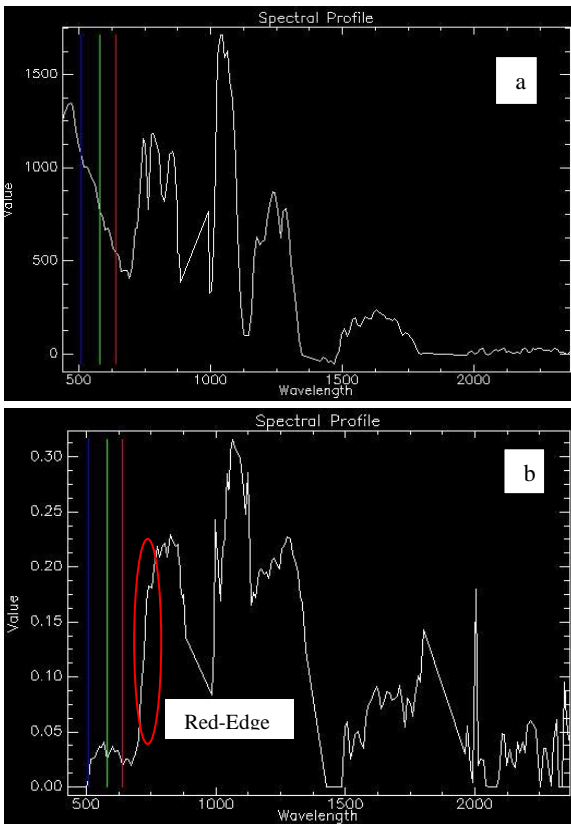 Spectral Profile
a
Value
1500
1000
500
0
500 1000 1500 2000
Wavelength
Spectral Profile
b
Value
0.30
0.25
0.20
0.15
0.10
0.05
0.00
Red-Edge
500 1000 1500 2000
Wavelength